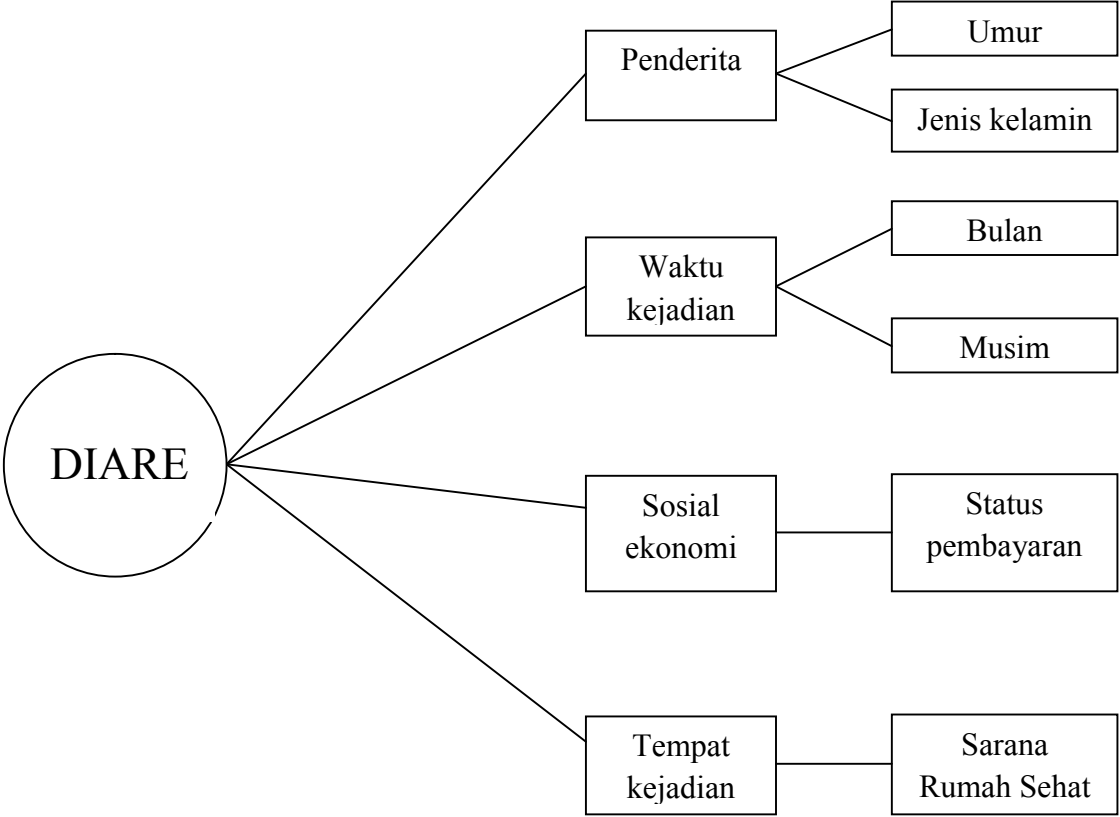 DIARE
Penderita
Umur
Jenis kelamin
Waktu
kejadian
Bulan
Musim
Sosial
ekonomi
Status
pembayaran
Tempat
kejadian
Sarana
Rumah Sehat